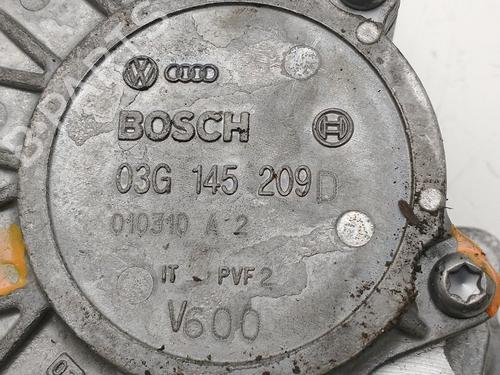 BOSCH
03G 145 209 D
010310 A 2
IT - PVF 2
V600